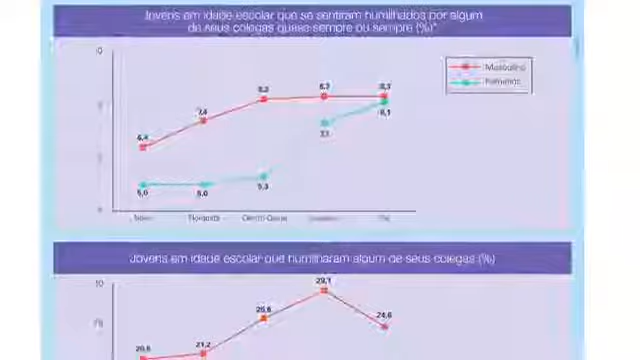 Jovens em idade escolar que se sentiram humilhados por algum
de seus colegas quase sempre ou sempre (%)*
Masculino
Feminino
6,4
7,4
8,2
8,3
8,3
5,0
5,0
5,3
8,1
Norte
Nordeste
Centro-Oeste
Sul
Jovens em idade escolar que humilharam algum de seus colegas (%)
20,6
21,2
25,6
29,1
24,6